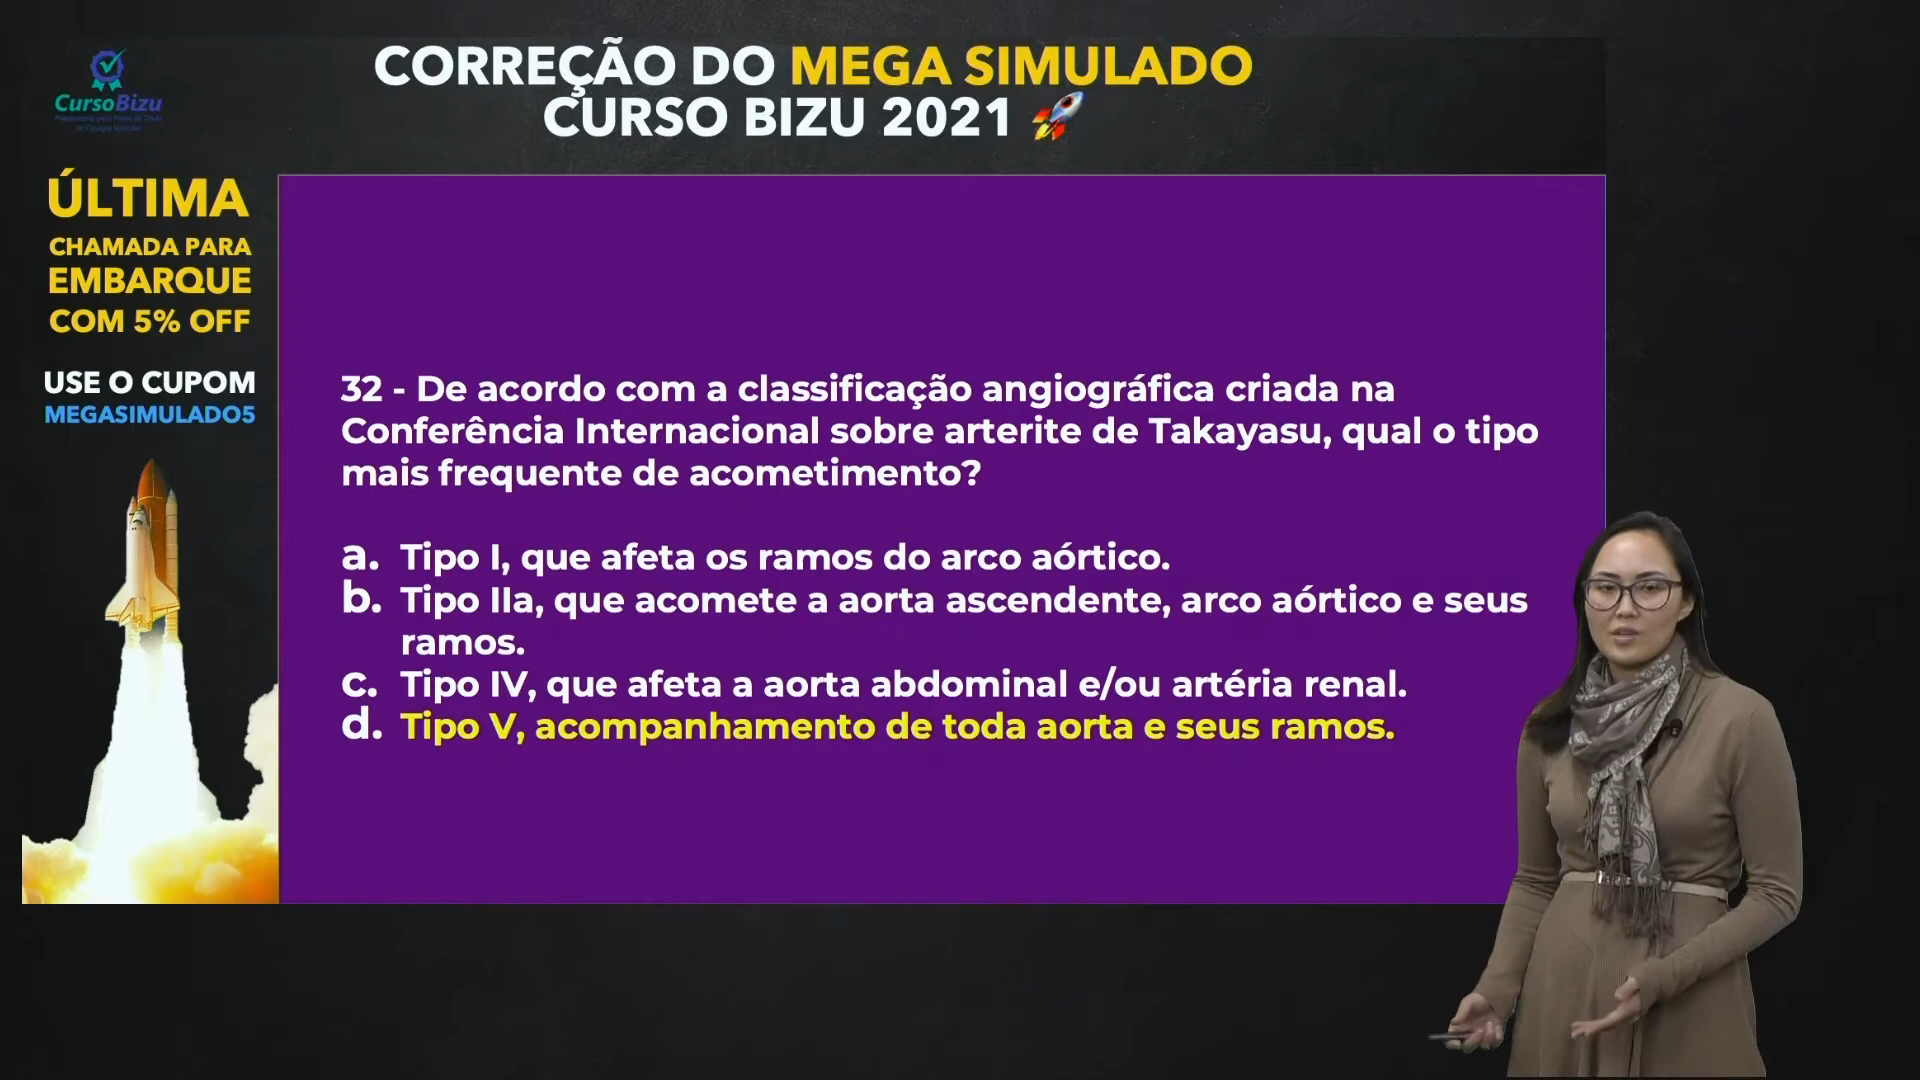 CORREÇÃO DO MEGA SIMULADO
CURSO BIZU 2021
CursoBizu
ÚLTIMA
CHAMADA PARA
EMBARQUE
COM 5% OFF
USE O CUPOM
MEGASIMULADO5
32 - De acordo com a classificação angiográfica criada na
Conferência Internacional sobre arterite de Takayasu, qual o tipo
mais frequente de acometimento?
a. Tipo I, que afeta os ramos do arco aórtico.
b. Tipo IIa, que acomete a aorta ascendente, arco aórtico e seus
ramos.
c. Tipo IV, que afeta a aorta abdominal e/ou artéria renal.
d. Tipo V, acompanhamento de toda aorta e seus ramos.